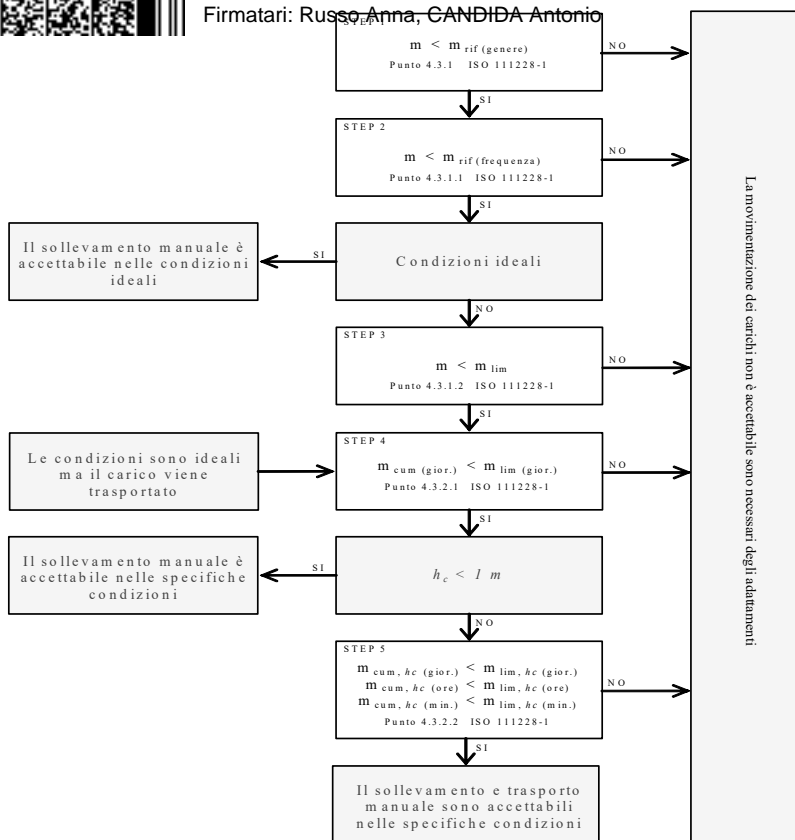 Firmatari: Russo Anna, CANDIDA Antonio
STEP 1
m < m rif (genere)
Punto 4.3.1 ISO 111228-1
NO
SI
STEP 2
m < m rif (frequenza)
Punto 4.3.1.1 ISO 111228-1
NO
SI
Il sollevamento manuale è
accettabile nelle condizioni
ideali
SI
Condizioni ideali
NO
STEP 3
m < m lim
Punto 4.3.1.2 ISO 111228-1
NO
SI
Le condizioni sono ideali
ma il carico viene
trasportato
STEP 4
m cum (gior.) < m lim (gior.)
Punto 4.3.2.1 ISO 111228-1
NO
SI
Il sollevamento manuale è
accettabile nelle specifiche
condizioni
SI
hc < 1 m
NO
STEP 5
m cum, hc (gior.) < m lim, hc (gior.)
m cum, hc (ore) < m lim, hc (ore)
m cum, hc (min.) < m lim, hc (min.)
Punto 4.3.2.2 ISO 111228-1
NO
SI
Il sollevamento e trasporto
manuale sono accettabili
nelle specifiche condizioni
La movimentazione dei carichi non è accettabile sono necessari degli adattamenti